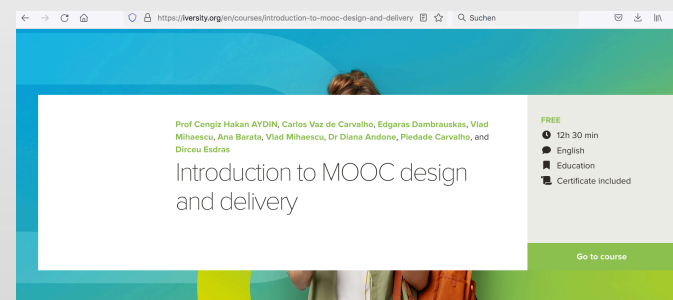 https://iversity.org/en/courses/introduction-to-mooc-design-and-delivery
Suchen
Prof Cengiz Hakan AYDIN, Carlos Vaz de Carvalho, Edgaras Dambrauskas, Vlad
Mihaescu, Ana Barata, Vlad Mihaescu, Dr Diana Andone, Piedade Carvalho, and
Dirceu Esdras
Introduction to MOOC design
and delivery
FREE
12h 30 min
English
Education
Certificate included
Go to course